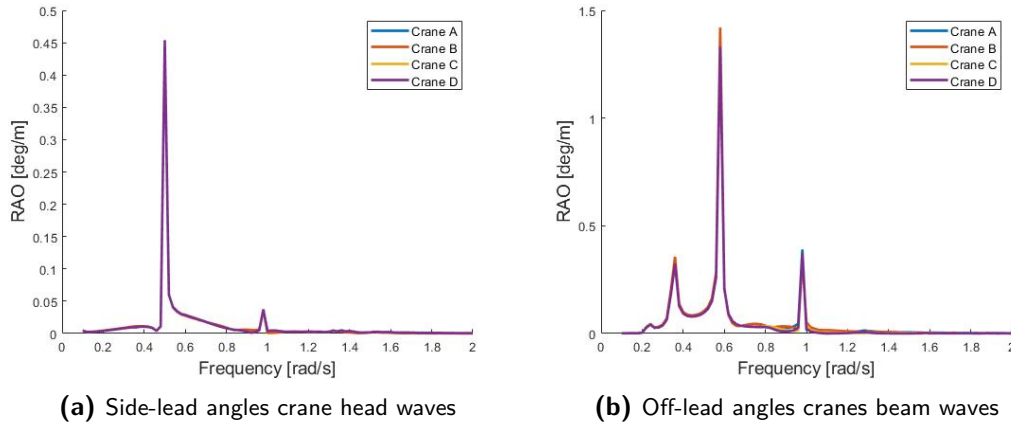 0.5
0.45
0.4
0.35
0.3
0.25
0.2
0.15
0.1
0.05
0
RAO [deg/m]
0 0.2 0.4 0.6 0.8 1 1.2 1.4 1.6 1.8 2
Frequency [rad/s]
Crane A
Crane B
Crane C
Crane D
(a) Side-lead angles crane head waves
1.5
1
0.5
0
RAO [deg/m]
0 0.2 0.4 0.6 0.8 1 1.2 1.4 1.6 1.8 2
Frequency [rad/s]
Crane A
Crane B
Crane C
Crane D
(b) Off-lead angles cranes beam waves